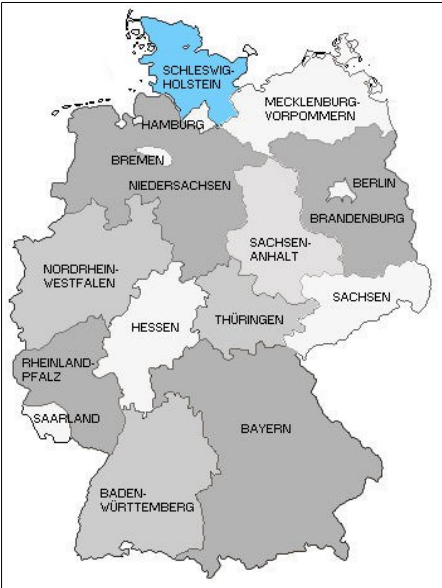 SCHLESWIG-
HOLSTEIN
MECKLENBURG-
VORPOMMERN
HAMBURG
BREMEN
NIEDERSACHSEN
BERLIN
BRANDENBURG
SACHSEN-
ANHALT
NORDRHEIN-
WESTFALEN
SACHSEN
HESSEN
THÜRINGEN
RHEINLAND-
PFALZ
SAARLAND
BAYERN
BADEN-
WÜRTTEMBERG